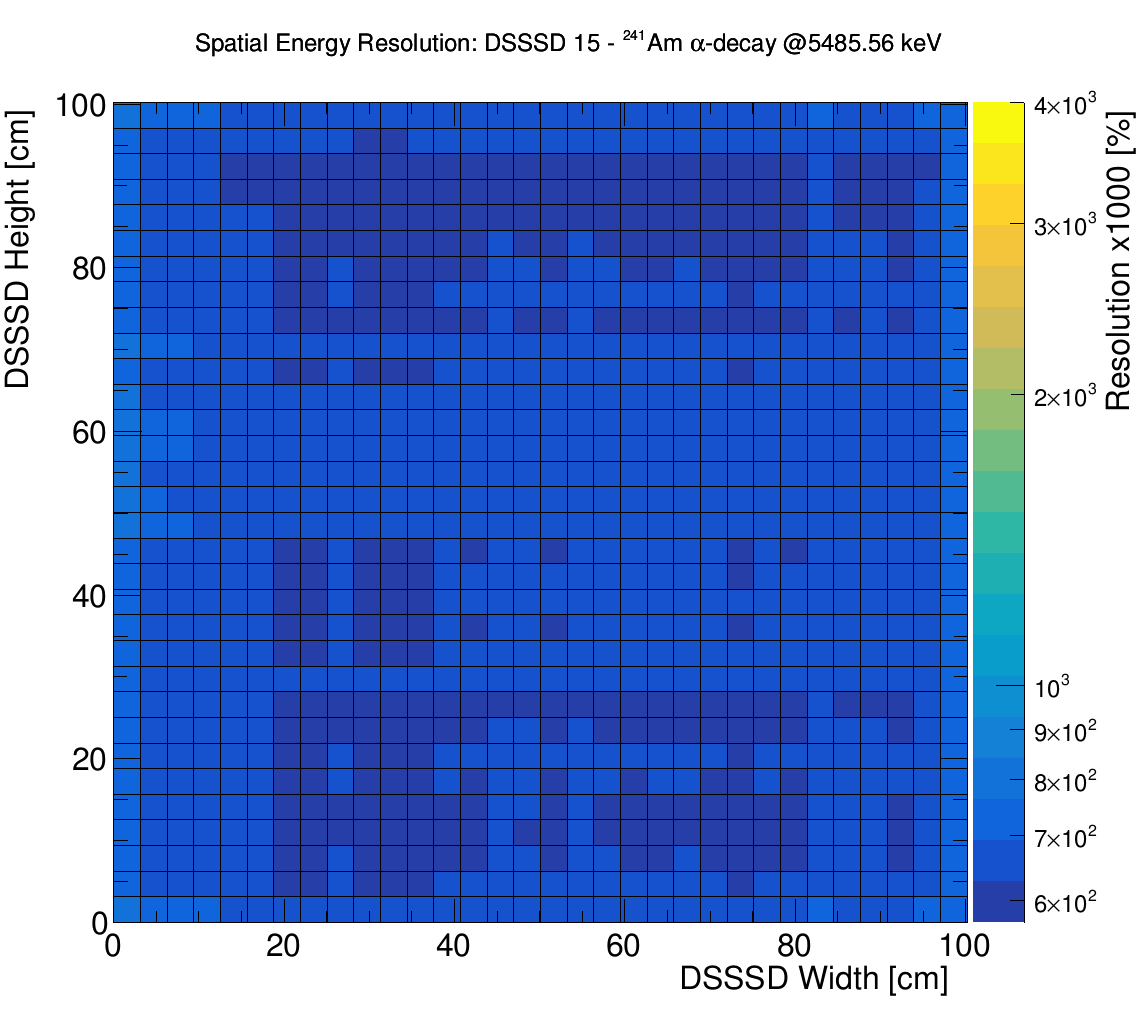 Spatial Energy Resolution: DSSSD 15 - ²⁴¹Am α-decay @5485.56 keV
DSSSD Height [cm]
100
80
60
40
20
0
0 20 40 60 80 100
DSSSD Width [cm]
4×10³
3×10³
2×10³
10³
9×10²
8×10²
7×10²
6×10²
Resolution x1000 [%]